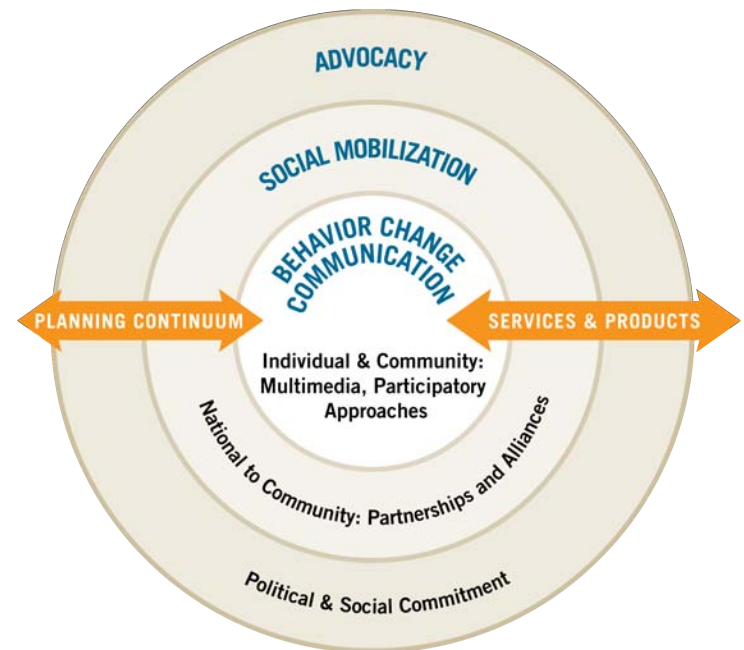 ADVOCACY
SOCIAL MOBILIZATION
BEHAVIOR CHANGE
COMMUNICATION
PLANNING CONTINUUM
SERVICES & PRODUCTS
Individual & Community:
Multimedia, Participatory
Approaches
National to Community: Partnerships and Alliances
Political & Social Commitment